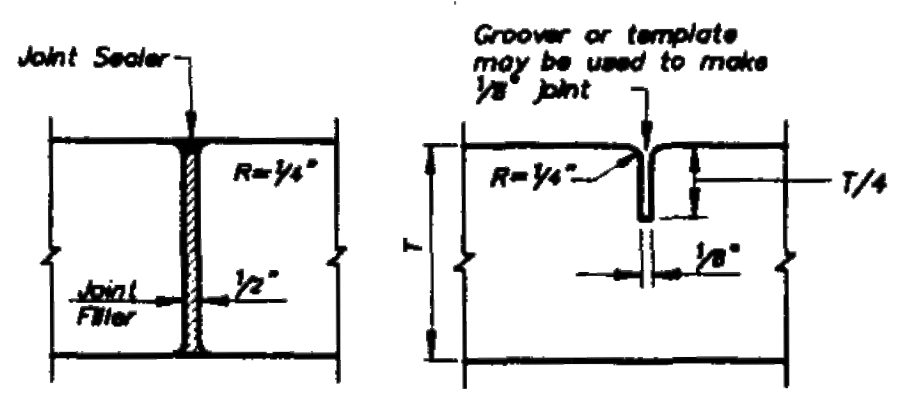 Joint Sealer
R=1/4"
Joint
Filler
1/2"
Groover or template
may be used to make
1/8" joint
R=1/4"
T/4
T
1/8"